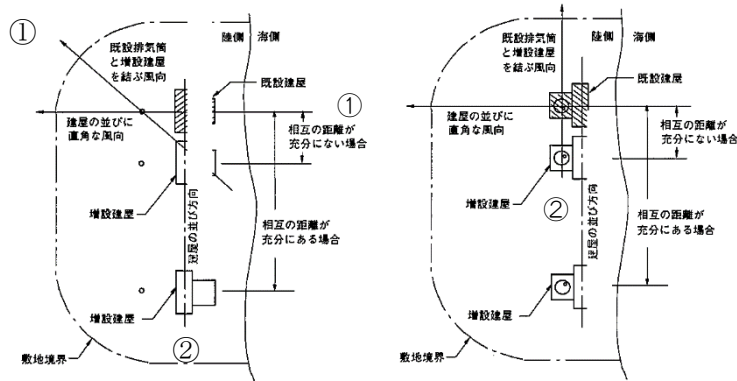 ①
既設排気筒
と増設建屋
を結ぶ風向
陸側
海側
既設建屋
①
建屋の並びに
直角な風向
相互の距離が
充分にない場合
増設建屋
建屋の並び方向
相互の距離が
充分にある場合
増設建屋
敷地境界
②
既設排気筒
と増設建屋
を結ぶ風向
陸側
海側
既設建屋
建屋の並びに
直角な風向
相互の距離が
充分にない場合
増設建屋
②
建屋の並び方向
相互の距離が
充分にある場合
増設建屋
敷地境界